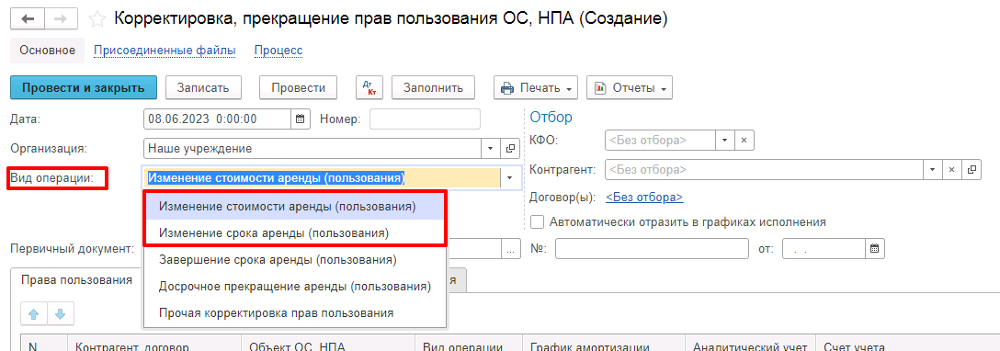 Корректировка, прекращение прав пользования ОС, НПА (Создание)
Основное Присоединенные файлы Процесс
Провести и закрыть Записать Провести Дт Кт Заполнить Печать Отчеты
Дата: 08.06.2023 0:00:00 Номер: Отбор
КФО: <Без отбора>
Организация: Наше учреждение
Контрагент: <Без отбора>
Вид операции: Изменение стоимости аренды (пользования)
Договор(ы): <Без отбора>
Изменение стоимости аренды (пользования)
Автоматически отразить в графиках исполнения
Изменение срока аренды (пользования)
Первичный документ: ... №: от: . .
Завершение срока аренды (пользования)
Права пользования я
Досрочное прекращение аренды (пользования)
Прочая корректировка прав пользования
N Контрагент, договор Объект ОС, НПА Вид операции График амортизации Аналитический учет Счет учета